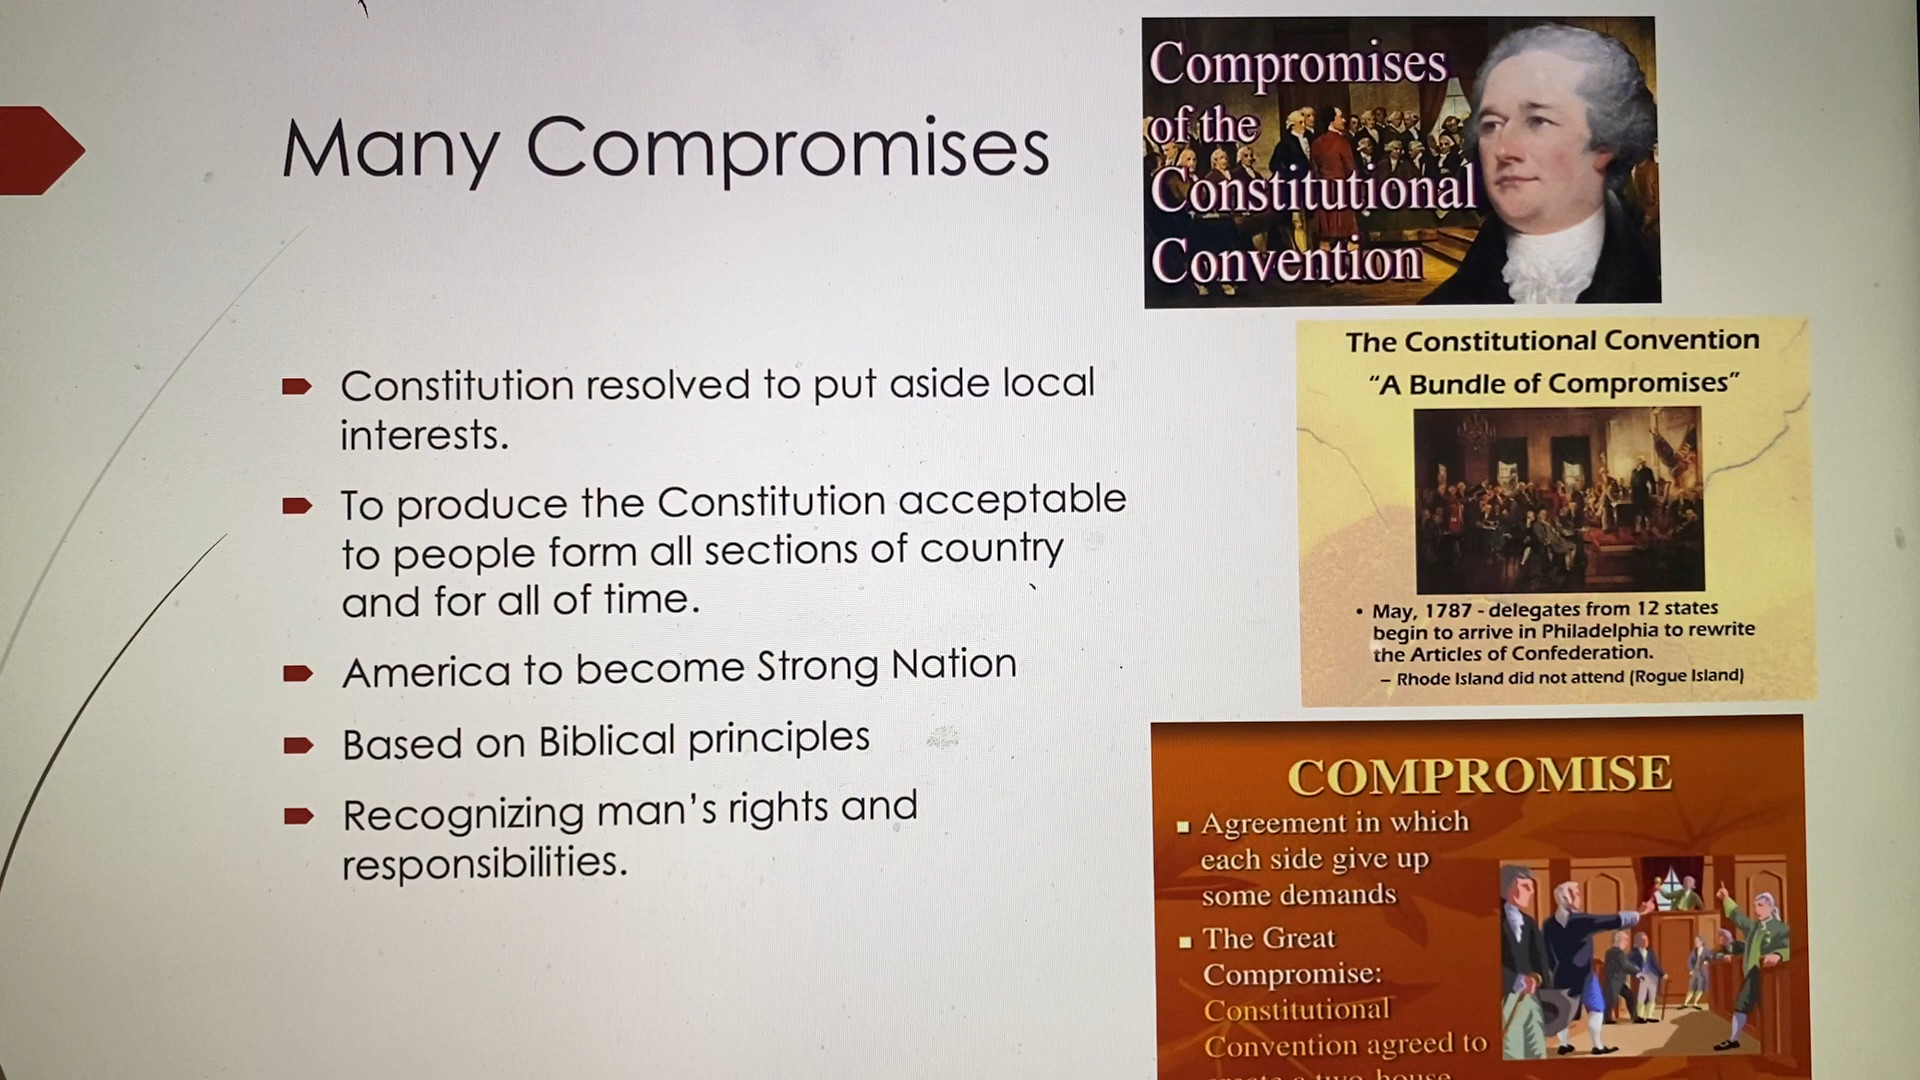 Many Compromises
Constitution resolved to put aside local
interests.
To produce the Constitution acceptable
to people form all sections of country
and for all of time.
America to become Strong Nation
Based on Biblical principles
Recognizing man's rights and
responsibilities.
Compromises
of the
Constitutional
Convention
The Constitutional Convention
"A Bundle of Compromises"
• May, 1787 - delegates from 12 states
begin to arrive in Philadelphia to rewrite
the Articles of Confederation.
– Rhode Island did not attend (Rogue Island)
COMPROMISE
Agreement in which
each side give up
some demands
The Great
Compromise:
Constitutional
Convention agreed to
create a two-house